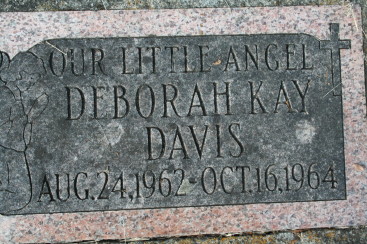 OUR LITTLE ANGEL
DEBORAH KAY
DAVIS
AUG.24,1962-OCT.16,1964